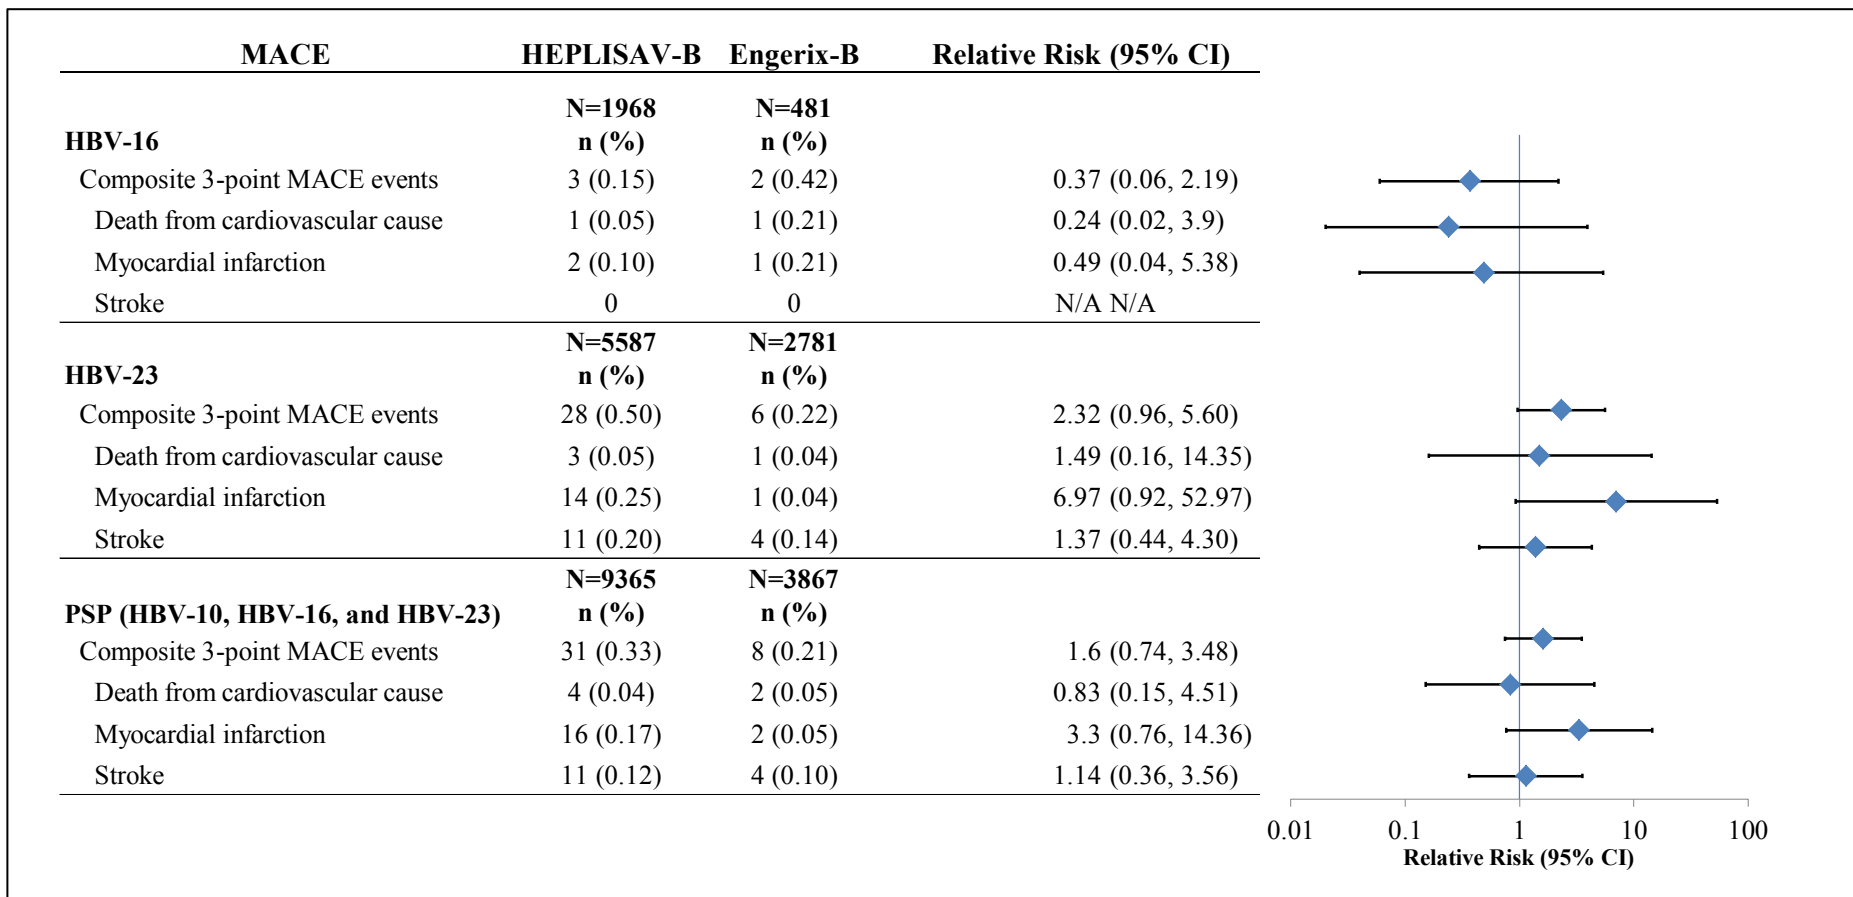 MACE HEPLISAV-B Engerix-B Relative Risk (95% CI)
N=1968 N=481
HBV-16 n (%) n (%)
Composite 3-point MACE events 3 (0.15) 2 (0.42) 0.37 (0.06, 2.19)
Death from cardiovascular cause 1 (0.05) 1 (0.21) 0.24 (0.02, 3.9)
Myocardial infarction 2 (0.10) 1 (0.21) 0.49 (0.04, 5.38)
Stroke 0 0 N/A N/A
N=5587 N=2781
HBV-23 n (%) n (%)
Composite 3-point MACE events 28 (0.50) 6 (0.22) 2.32 (0.96, 5.60)
Death from cardiovascular cause 3 (0.05) 1 (0.04) 1.49 (0.16, 14.35)
Myocardial infarction 14 (0.25) 1 (0.04) 6.97 (0.92, 52.97)
Stroke 11 (0.20) 4 (0.14) 1.37 (0.44, 4.30)
N=9365 N=3867
PSP (HBV-10, HBV-16, and HBV-23) n (%) n (%)
Composite 3-point MACE events 31 (0.33) 8 (0.21) 1.6 (0.74, 3.48)
Death from cardiovascular cause 4 (0.04) 2 (0.05) 0.83 (0.15, 4.51)
Myocardial infarction 16 (0.17) 2 (0.05) 3.3 (0.76, 14.36)
Stroke 11 (0.12) 4 (0.10) 1.14 (0.36, 3.56)
0.01 0.1 1 10 100
Relative Risk (95% CI)